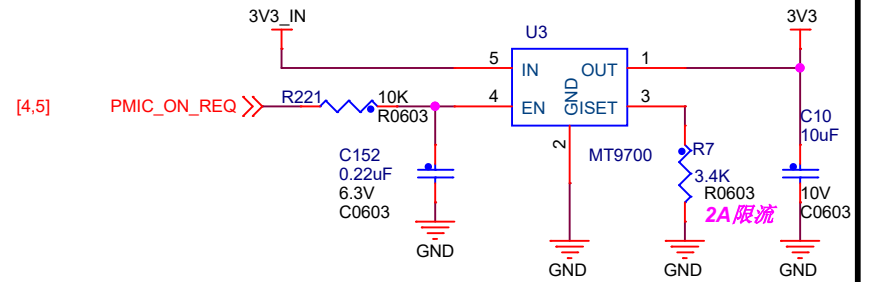 3V3_IN
3V3
U3
5
IN
OUT
1
[4,5]
PMIC_ON_REQ
R221
10K
R0603
4
EN
GND
ISET
3
2
MT9700
C152
0.22uF
6.3V
C0603
R7
3.4K
R0603
2A限流
C10
10uF
10V
C0603
GND
GND
GND
GND